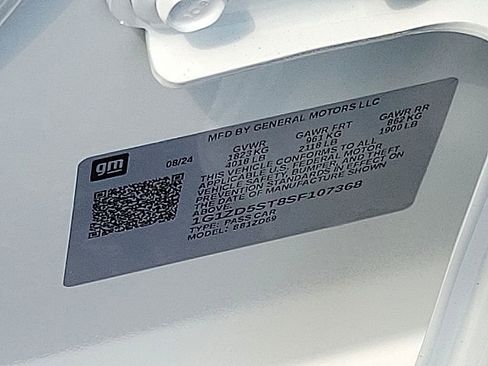 gm
08/24
MFD BY GENERAL MOTORS LLC
GVWR GAWR FRT GAWR RR
1823 KG 961 KG 862 KG
4018 LB 2118 LB 1900 LB
THIS VEHICLE CONFORMS TO ALL
APPLICABLE U.S. FEDERAL MOTOR
VEHICLE SAFETY, BUMPER, AND THEFT
PREVENTION STANDARDS IN EFFECT ON
THE DATE OF MANUFACTURE SHOWN
ABOVE.
1G1ZD5ST8SF107368
TYPE: PASS CAR
MODEL: BB1ZD69